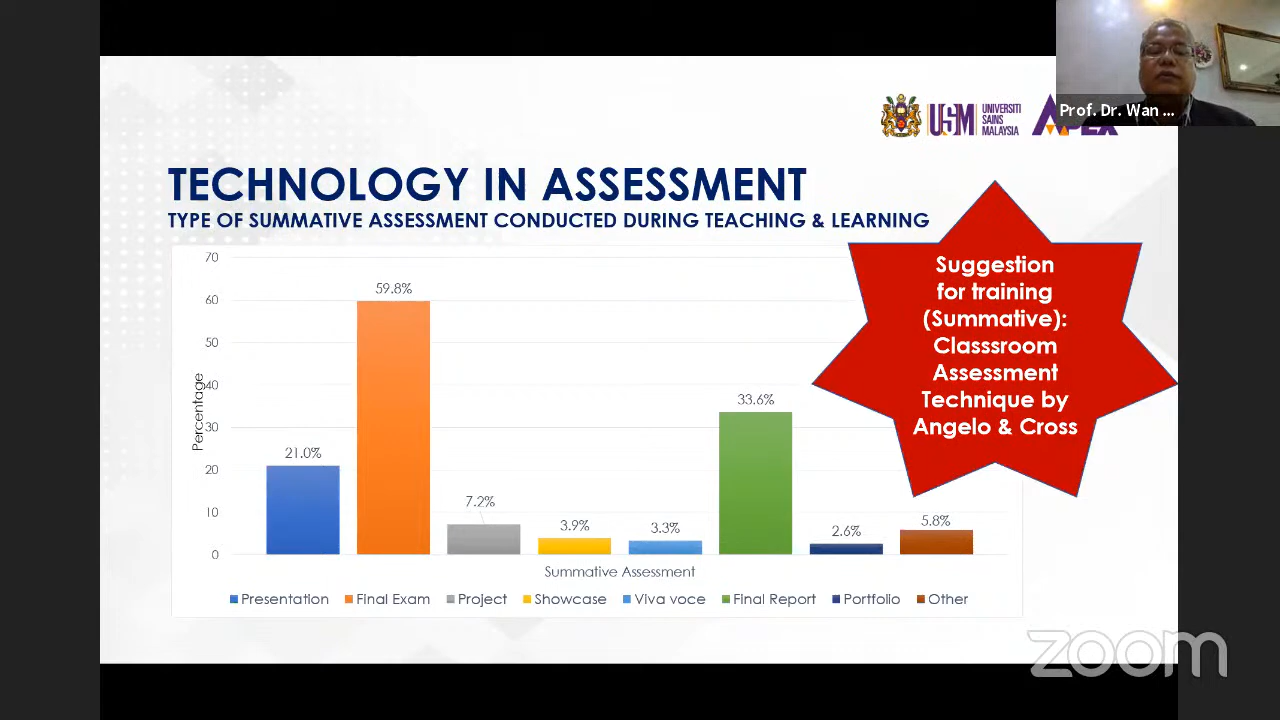 Prof. Dr. Wan ...
USM
UNIVERSITI
SAINS
MALAYSIA
APEX
TECHNOLOGY IN ASSESSMENT
TYPE OF SUMMATIVE ASSESSMENT CONDUCTED DURING TEACHING & LEARNING
Suggestion
for training
(Summative):
Classsroom
Assessment
Technique by
Angelo & Cross
Percentage
70
60
50
40
30
20
10
0
21.0%
59.8%
7.2%
3.9%
3.3%
33.6%
2.6%
5.8%
Summative Assessment
Presentation Final Exam Project Showcase Viva voce Final Report Portfolio Other
zoom